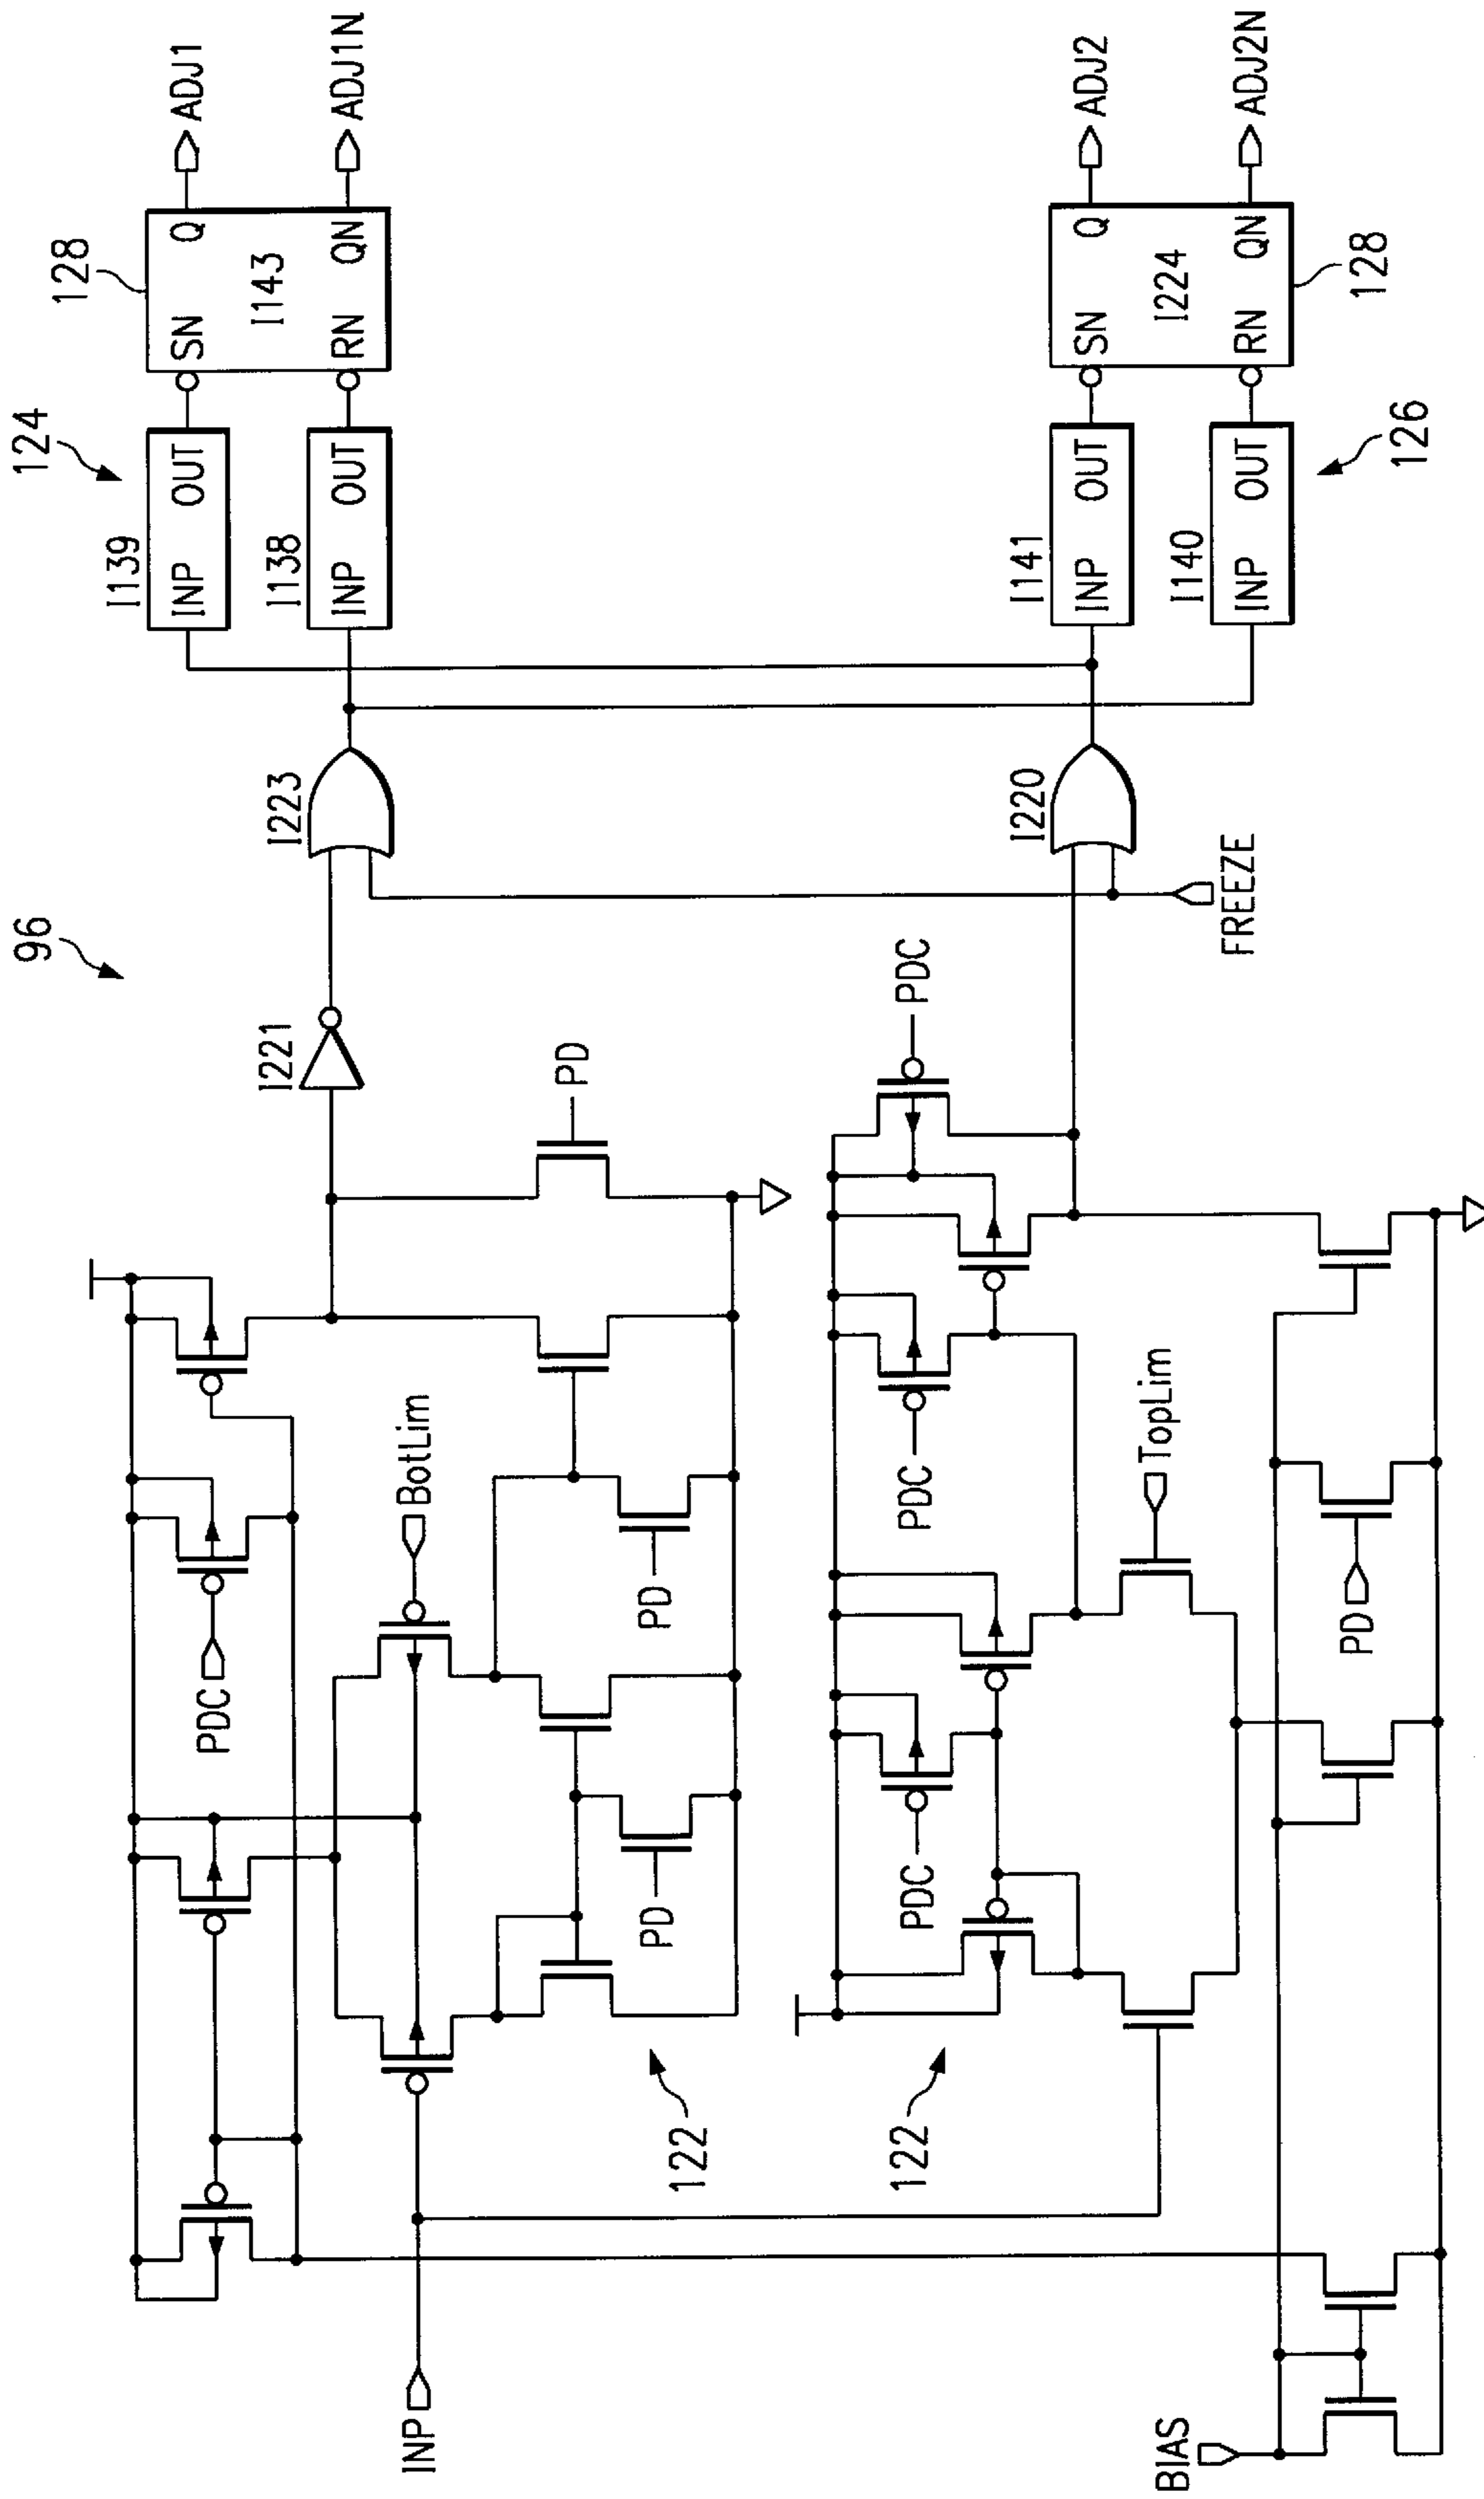 96
124
128
I139
INP OUT
SN Q
ADJ1
I143
I221
I223
I138
INP OUT
RN QN
ADJ1N
PDC
BotLim
PD
PD
PD
INP
122
122
PDC
PDC
PDC
I220
I141
INP OUT
SN Q
ADJ2
I224
TopLim
I140
INP OUT
RN QN
ADJ2N
BIAS
FREEZE
PD
126
128